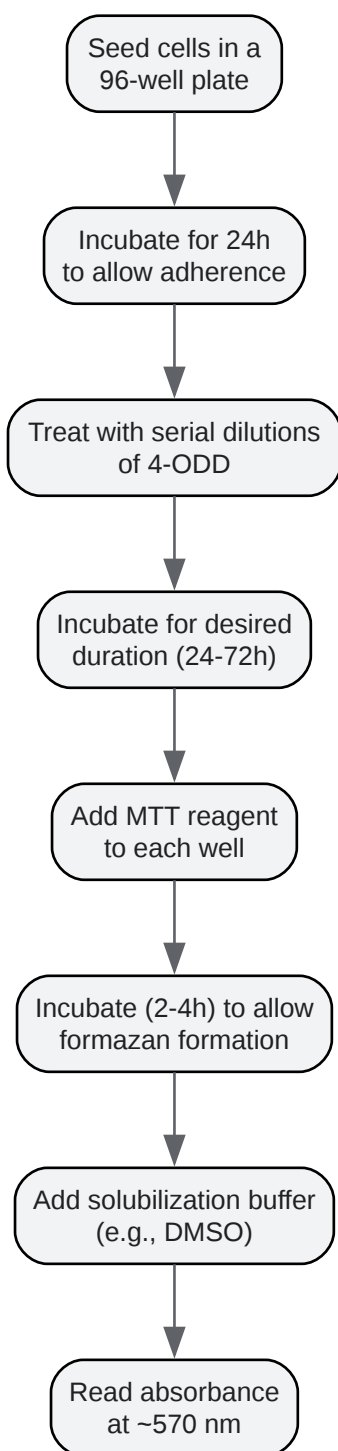 Seed cells in a
96-well plate
Incubate for 24h
to allow adherence
Treat with serial dilutions
of 4-ODD
Incubate for desired
duration (24-72h)
Add MTT reagent
to each well
Incubate (2-4h) to allow
formazan formation
Add solubilization buffer
(e.g., DMSO)
Read absorbance
at ~570 nm